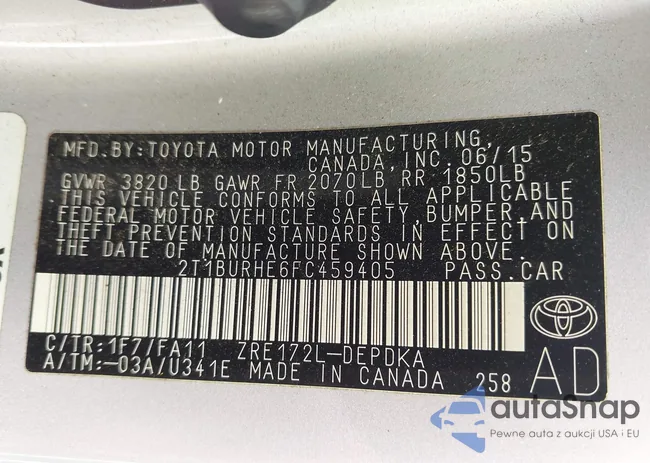 MFD.BY:TOYOTA MOTOR MANUFACTURING,
CANADA, INC. 06/15
GVWR 3820 LB GAWR FR 2070LB RR 1850LB
THIS VEHICLE CONFORMS TO ALL APPLICABLE
FEDERAL MOTOR VEHICLE SAFETY, BUMPER, AND
THEFT PREVENTION STANDARDS IN EFFECT ON
THE DATE OF MANUFACTURE SHOWN ABOVE.
2T1BURHE6FC459405 PASS.CAR
C/TR:1F7/FA11 ZRE172L-DEPDKA
A/TM:-03A/U341E MADE IN CANADA 258
AD
autaSnap
Pewne auta z aukcji USA i EU